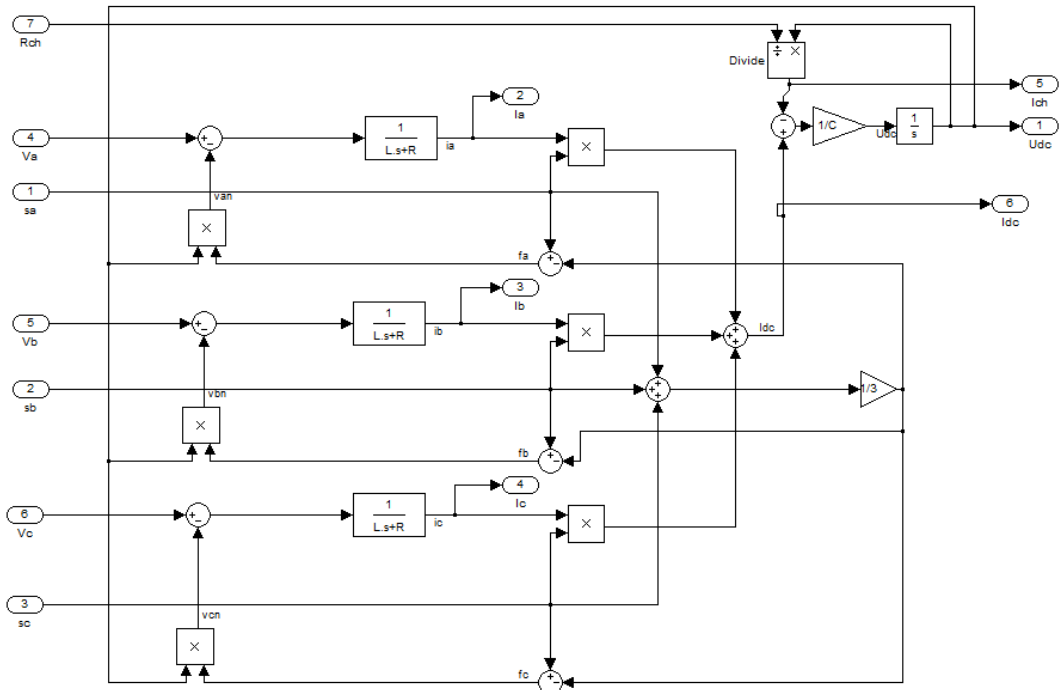 7
Rch
÷ ×
Divide
5
Ich
2
Ia
1
L.s+R
ia
4
Va
×
− +
1/C
Udc
1
s
1
Udc
1
sa
van
×
6
Idc
fa
3
Ib
5
Vb
1
L.s+R
ib
×
Idc
2
sb
vbn
1/3
×
fb
4
Ic
6
Vc
1
L.s+R
ic
×
3
sc
vcn
×
fc